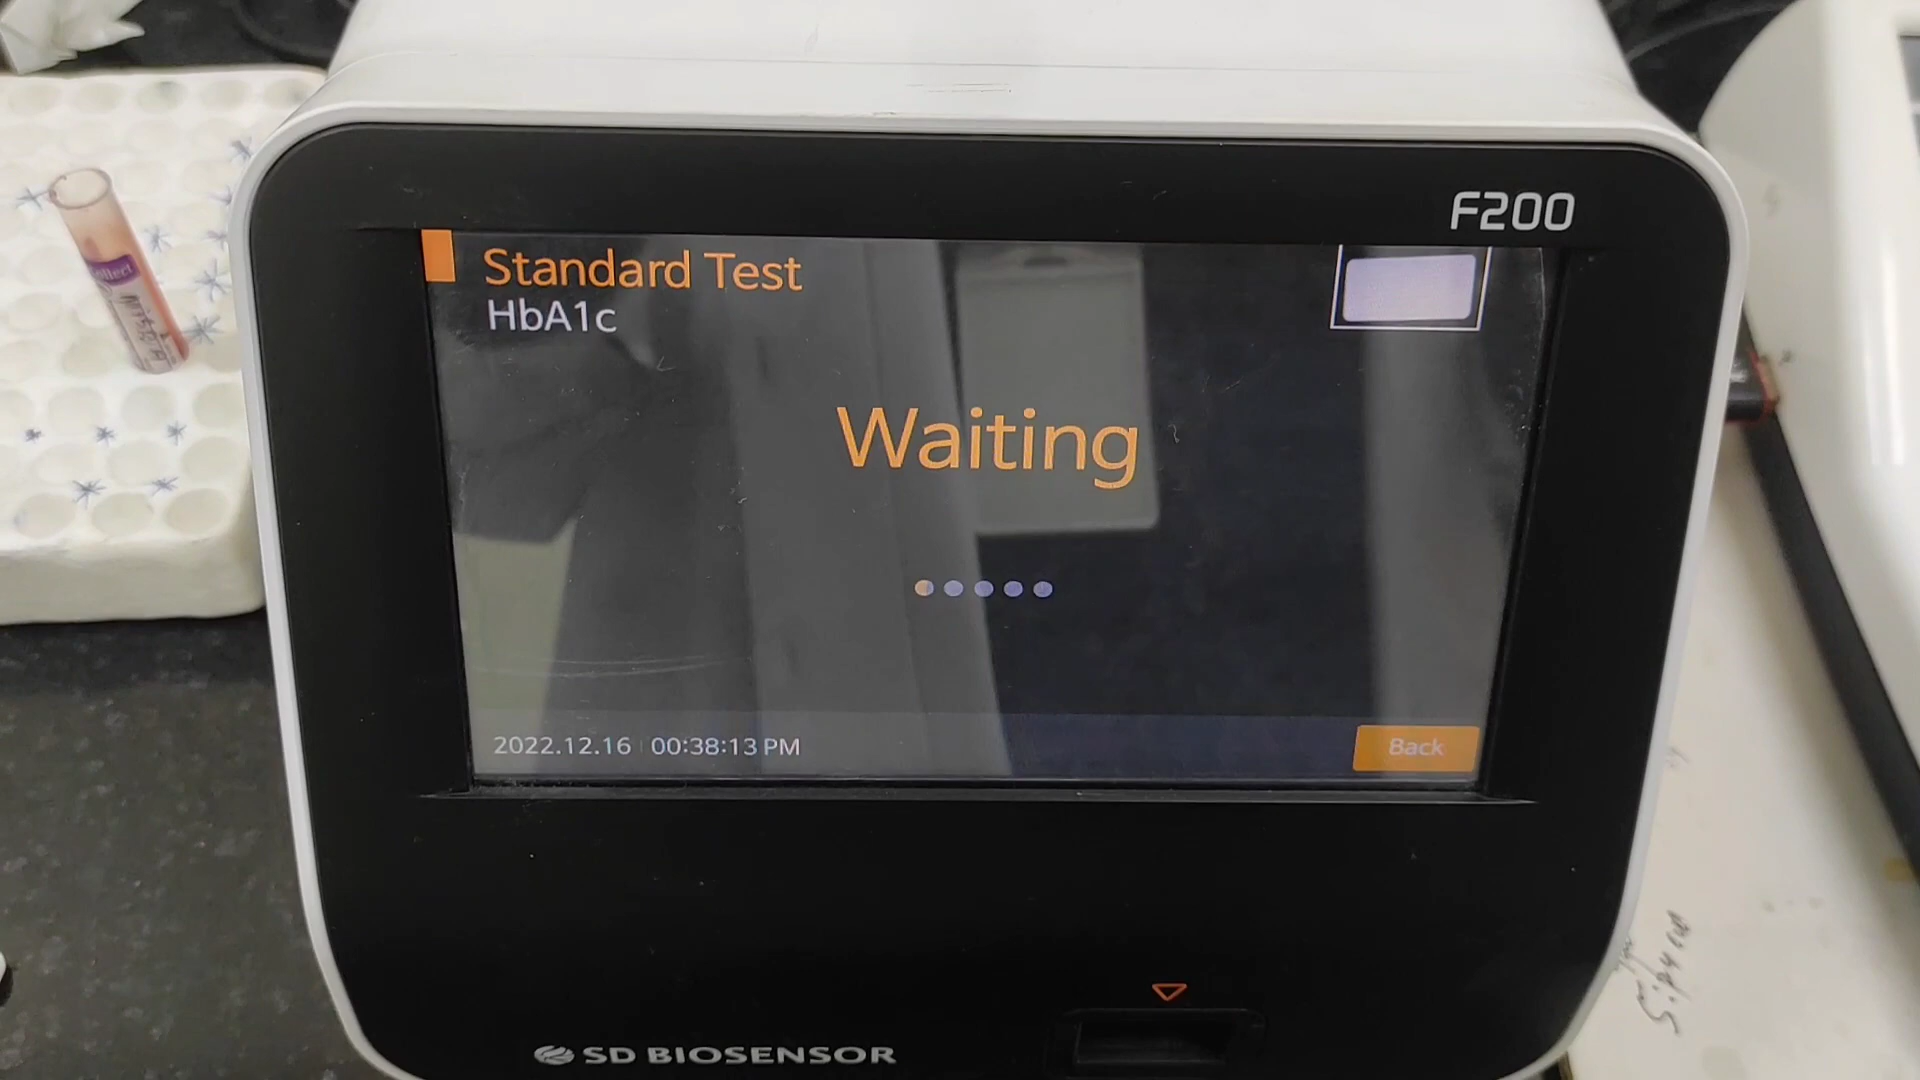 F200
Standard Test
HbA1c
Waiting
2022.12.16 00:38:13 PM
Back
SD BIOSENSOR